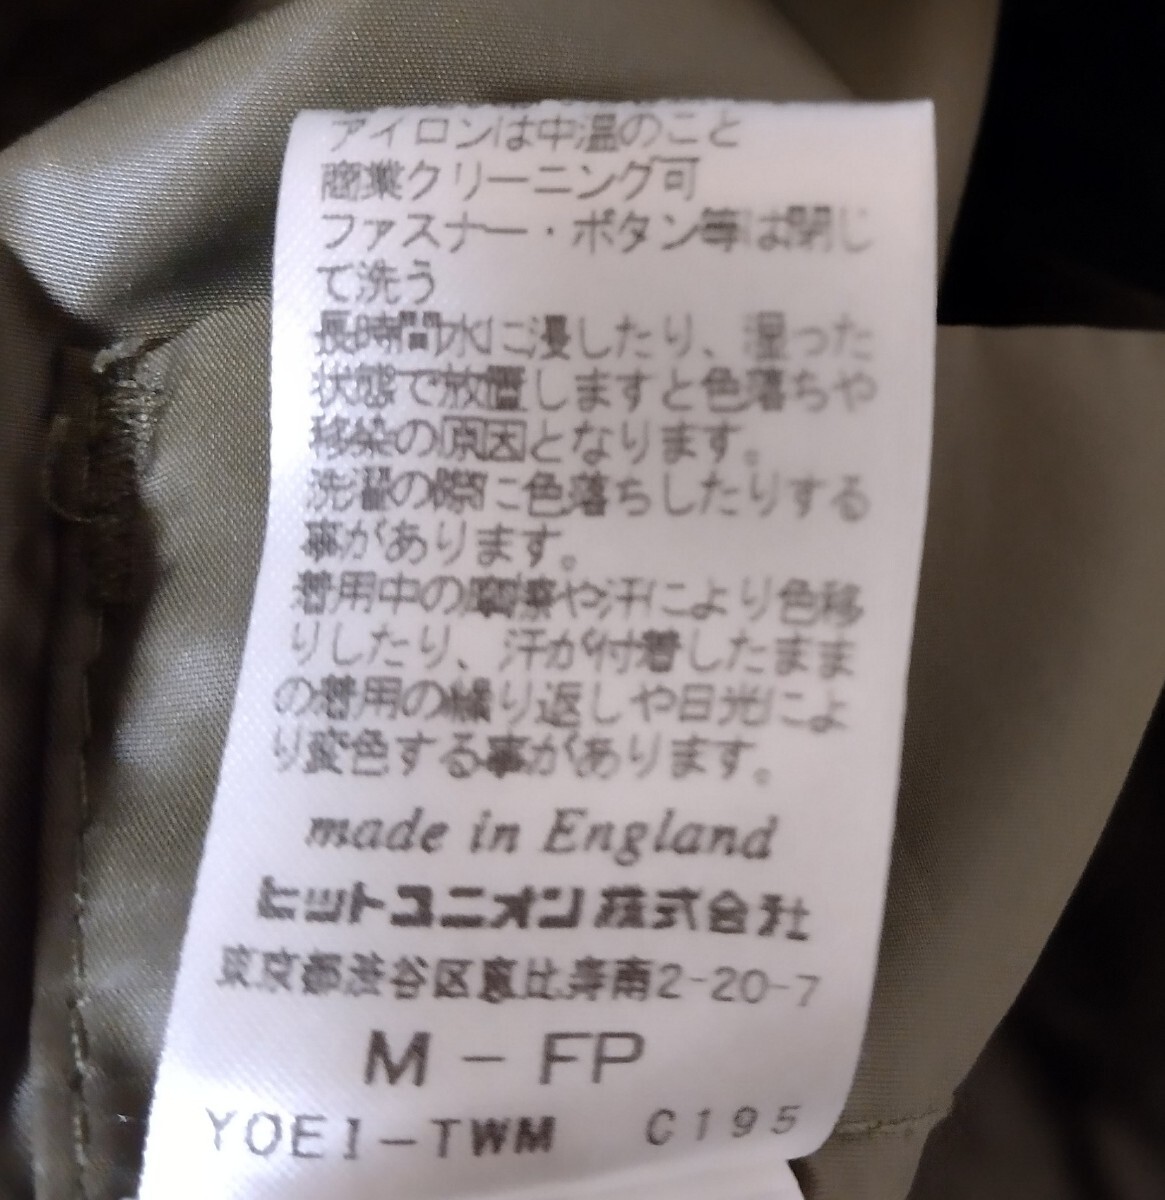 アイロンは中温のこと
商業クリーニング可
ファスナー・ボタン等は閉じ
て洗う
長時間水に浸したり、湿った
状態で放置しますと色落ちや
移染の原因となります。
洗濯の際に色落ちしたりする
事があります。
着用中の摩擦や汗により色移
りしたり、汗が付着したまま
の着用の繰り返しや日光によ
り変色する事があります。
made in England
ヒットユニオン株式会社
東京都渋谷区恵比寿南2-20-7
M-FP
YOEI-TWM C195